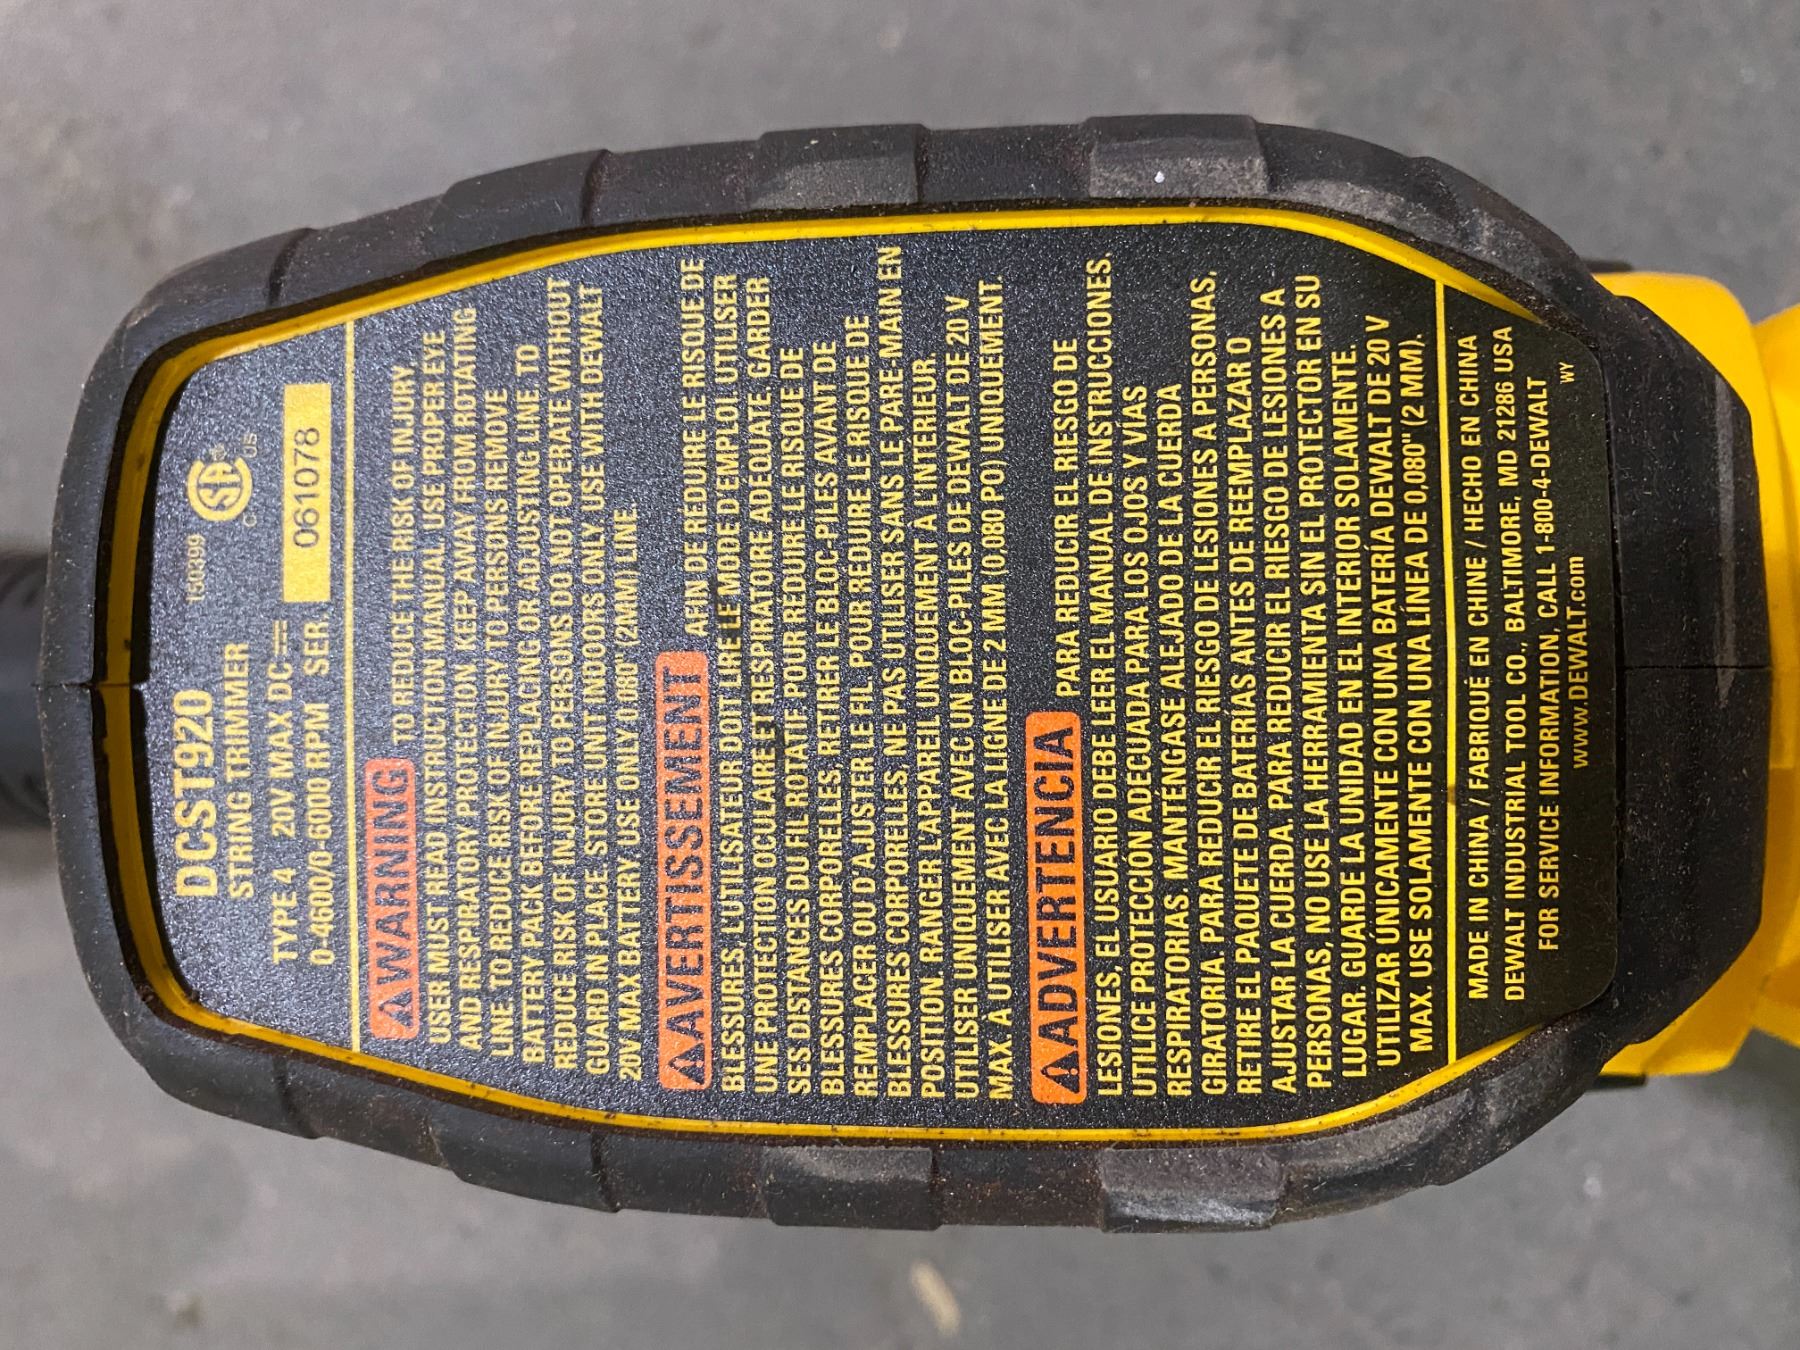 DCST920
STRING TRIMMER
150399
SA
C US
TYPE 4 20V MAX DC
0-4600/0-6000 RPM SER. 061078
WARNING TO REDUCE THE RISK OF INJURY,
USER MUST READ INSTRUCTION MANUAL. USE PROPER EYE
AND RESPIRATORY PROTECTION. KEEP AWAY FROM ROTATING
LINE. TO REDUCE RISK OF INJURY TO PERSONS REMOVE
BATTERY PACK BEFORE REPLACING OR ADJUSTING LINE. TO
REDUCE RISK OF INJURY TO PERSONS DO NOT OPERATE WITHOUT
GUARD IN PLACE. STORE UNIT INDOORS ONLY. USE WITH DEWALT
20V MAX BATTERY. USE ONLY 0.080" (2MM) LINE.
AVERTISSEMENT AFIN DE RÉDUIRE LE RISQUE DE
BLESSURES, L'UTILISATEUR DOIT LIRE LE MODE D'EMPLOI. UTILISER
UNE PROTECTION OCULAIRE ET RESPIRATOIRE ADÉQUATE. GARDER
SES DISTANCES DU FIL ROTATIF. POUR RÉDUIRE LE RISQUE DE
BLESSURES CORPORELLES, RETIRER LE BLOC-PILES AVANT DE
REMPLACER OU D'AJUSTER LE FIL. POUR RÉDUIRE LE RISQUE DE
BLESSURES CORPORELLES, NE PAS UTILISER SANS LE PARE-MAIN EN
POSITION. RANGER L'APPAREIL UNIQUEMENT À L'INTÉRIEUR.
UTILISER UNIQUEMENT AVEC UN BLOC-PILES DE DEWALT DE 20 V
MAX. À UTILISER AVEC LA LIGNE DE 2 MM (0,080 PO) UNIQUEMENT.
ADVERTENCIA PARA REDUCIR EL RIESGO DE
LESIONES, EL USUARIO DEBE LEER EL MANUAL DE INSTRUCCIONES.
UTILICE PROTECCIÓN ADECUADA PARA LOS OJOS Y VÍAS
RESPIRATORIAS. MANTÉNGASE ALEJADO DE LA CUERDA
GIRATORIA. PARA REDUCIR EL RIESGO DE LESIONES A PERSONAS,
RETIRE EL PAQUETE DE BATERÍAS ANTES DE REEMPLAZAR O
AJUSTAR LA CUERDA. PARA REDUCIR EL RIESGO DE LESIONES A
PERSONAS, NO USE LA HERRAMIENTA SIN EL PROTECTOR EN SU
LUGAR. GUARDE LA UNIDAD EN EL INTERIOR SOLAMENTE.
UTILIZAR ÚNICAMENTE CON UNA BATERÍA DEWALT DE 20 V
MAX. USE SOLAMENTE CON UNA LÍNEA DE 0,080" (2 MM).
MADE IN CHINA / FABRIQUÉ EN CHINE / HECHO EN CHINA
DEWALT INDUSTRIAL TOOL CO., BALTIMORE, MD 21286 USA
FOR SERVICE INFORMATION, CALL 1-800-4-DEWALT
www.DEWALT.com
WY